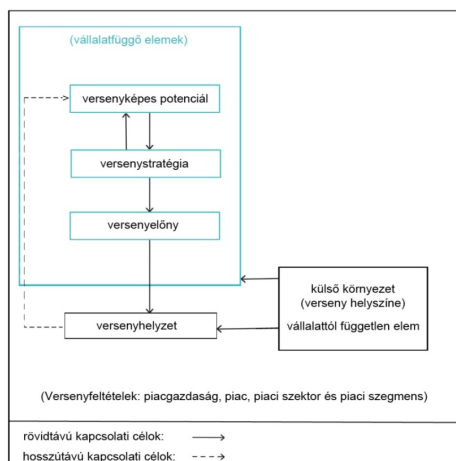 (vállalatfüggő elemek)
versenyképes potenciál
versenystratégia
versenyelőny
külső környezet
(verseny helyszíne)
vállalattól független elem
versenyhelyzet
(Versenyfeltételek: piacgazdaság, piac, piaci szektor és piaci szegmens)
rövidtávú kapcsolati célok:
hosszútávú kapcsolati célok: